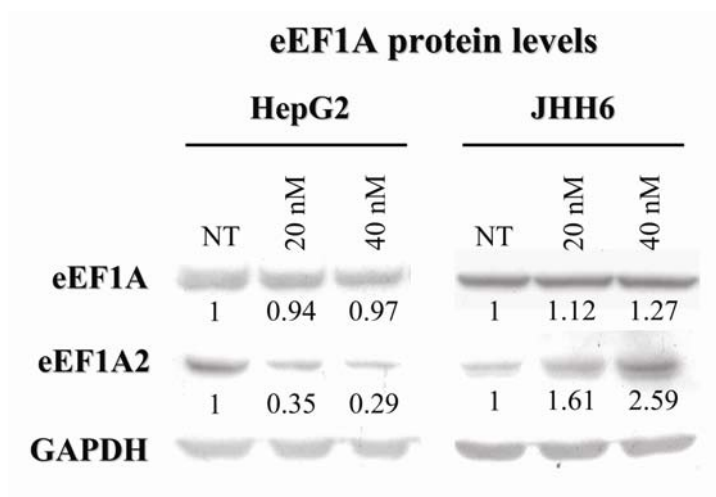 eEF1A protein levels
HepG2 JHH6
NT 20 nM 40 nM NT 20 nM 40 nM
eEF1A
1 0.94 0.97 1 1.12 1.27
eEF1A2
1 0.35 0.29 1 1.61 2.59
GAPDH